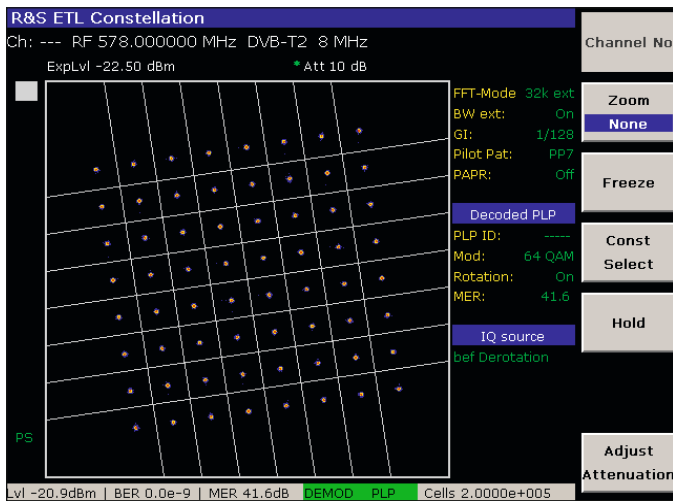 R&S ETL Constellation
Ch: --- RF 578.000000 MHz DVB-T2 8 MHz
ExpLvl -22.50 dBm * Att 10 dB
FFT-Mode 32k ext
BW ext: On
GI: 1/128
Pilot Pat: PP7
PAPR: Off
Decoded PLP
PLP ID: -----
Mod: 64 QAM
Rotation: On
MER: 41.6
IQ source
bef Derotation
PS
Lvl -20.9dBm | BER 0.0e-9 | MER 41.6dB DEMOD PLP Cells 2.0000e+005
Channel No
Zoom
None
Freeze
Const
Select
Hold
Adjust
Attenuation